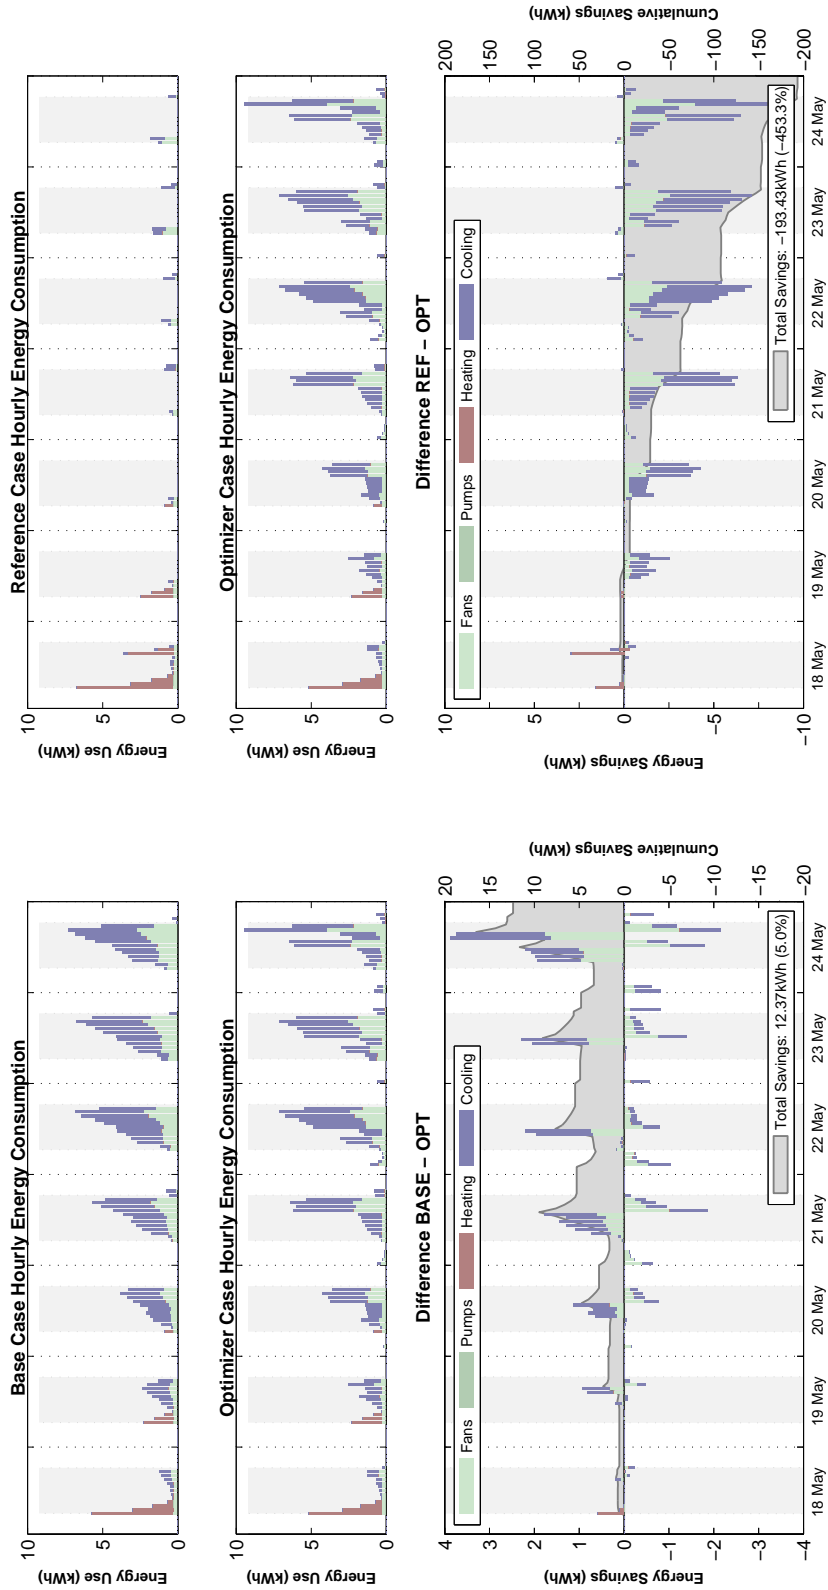 Base Case Hourly Energy Consumption
Energy Use (kWh)
10
5
0
Optimizer Case Hourly Energy Consumption
Energy Use (kWh)
10
5
0
Difference BASE – OPT
Energy Savings (kWh)
4
3
2
1
0
−1
−2
−3
−4
Cumulative Savings (kWh)
20
15
10
5
0
−5
−10
−15
−20
Fans Pumps Heating Cooling
Total Savings: 12.37kWh (5.0%)
18 May 19 May 20 May 21 May 22 May 23 May 24 May
Reference Case Hourly Energy Consumption
Energy Use (kWh)
10
5
0
Optimizer Case Hourly Energy Consumption
Energy Use (kWh)
10
5
0
Difference REF – OPT
Energy Savings (kWh)
10
5
0
−5
−10
Cumulative Savings (kWh)
200
150
100
50
0
−50
−100
−150
−200
Fans Pumps Heating Cooling
Total Savings: −193.43kWh (−453.3%)
18 May 19 May 20 May 21 May 22 May 23 May 24 May